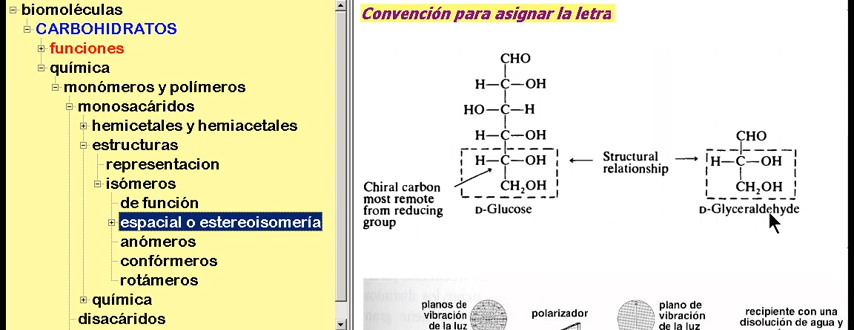 biomoléculas
CARBOHIDRATOS
funciones
química
monómeros y polímeros
monosacáridos
hemicetales y hemiacetales
estructuras
representacion
isómeros
de función
espacial o estereoisomería
anómeros
confórmeros
rotámeros
química
disacáridos
Convención para asignar la letra
CHO
H—C—OH
HO—C—H
H—C—OH
H—C—OH
CH2OH
D-Glucose
Chiral carbon
most remote
from reducing
group
Structural
relationship
CHO
H—C—OH
CH2OH
D-Glyceraldehyde
planos de
vibración
de la luz
polarizador
plano de
vibración
de la luz
recipiente con una
disolución de agua y